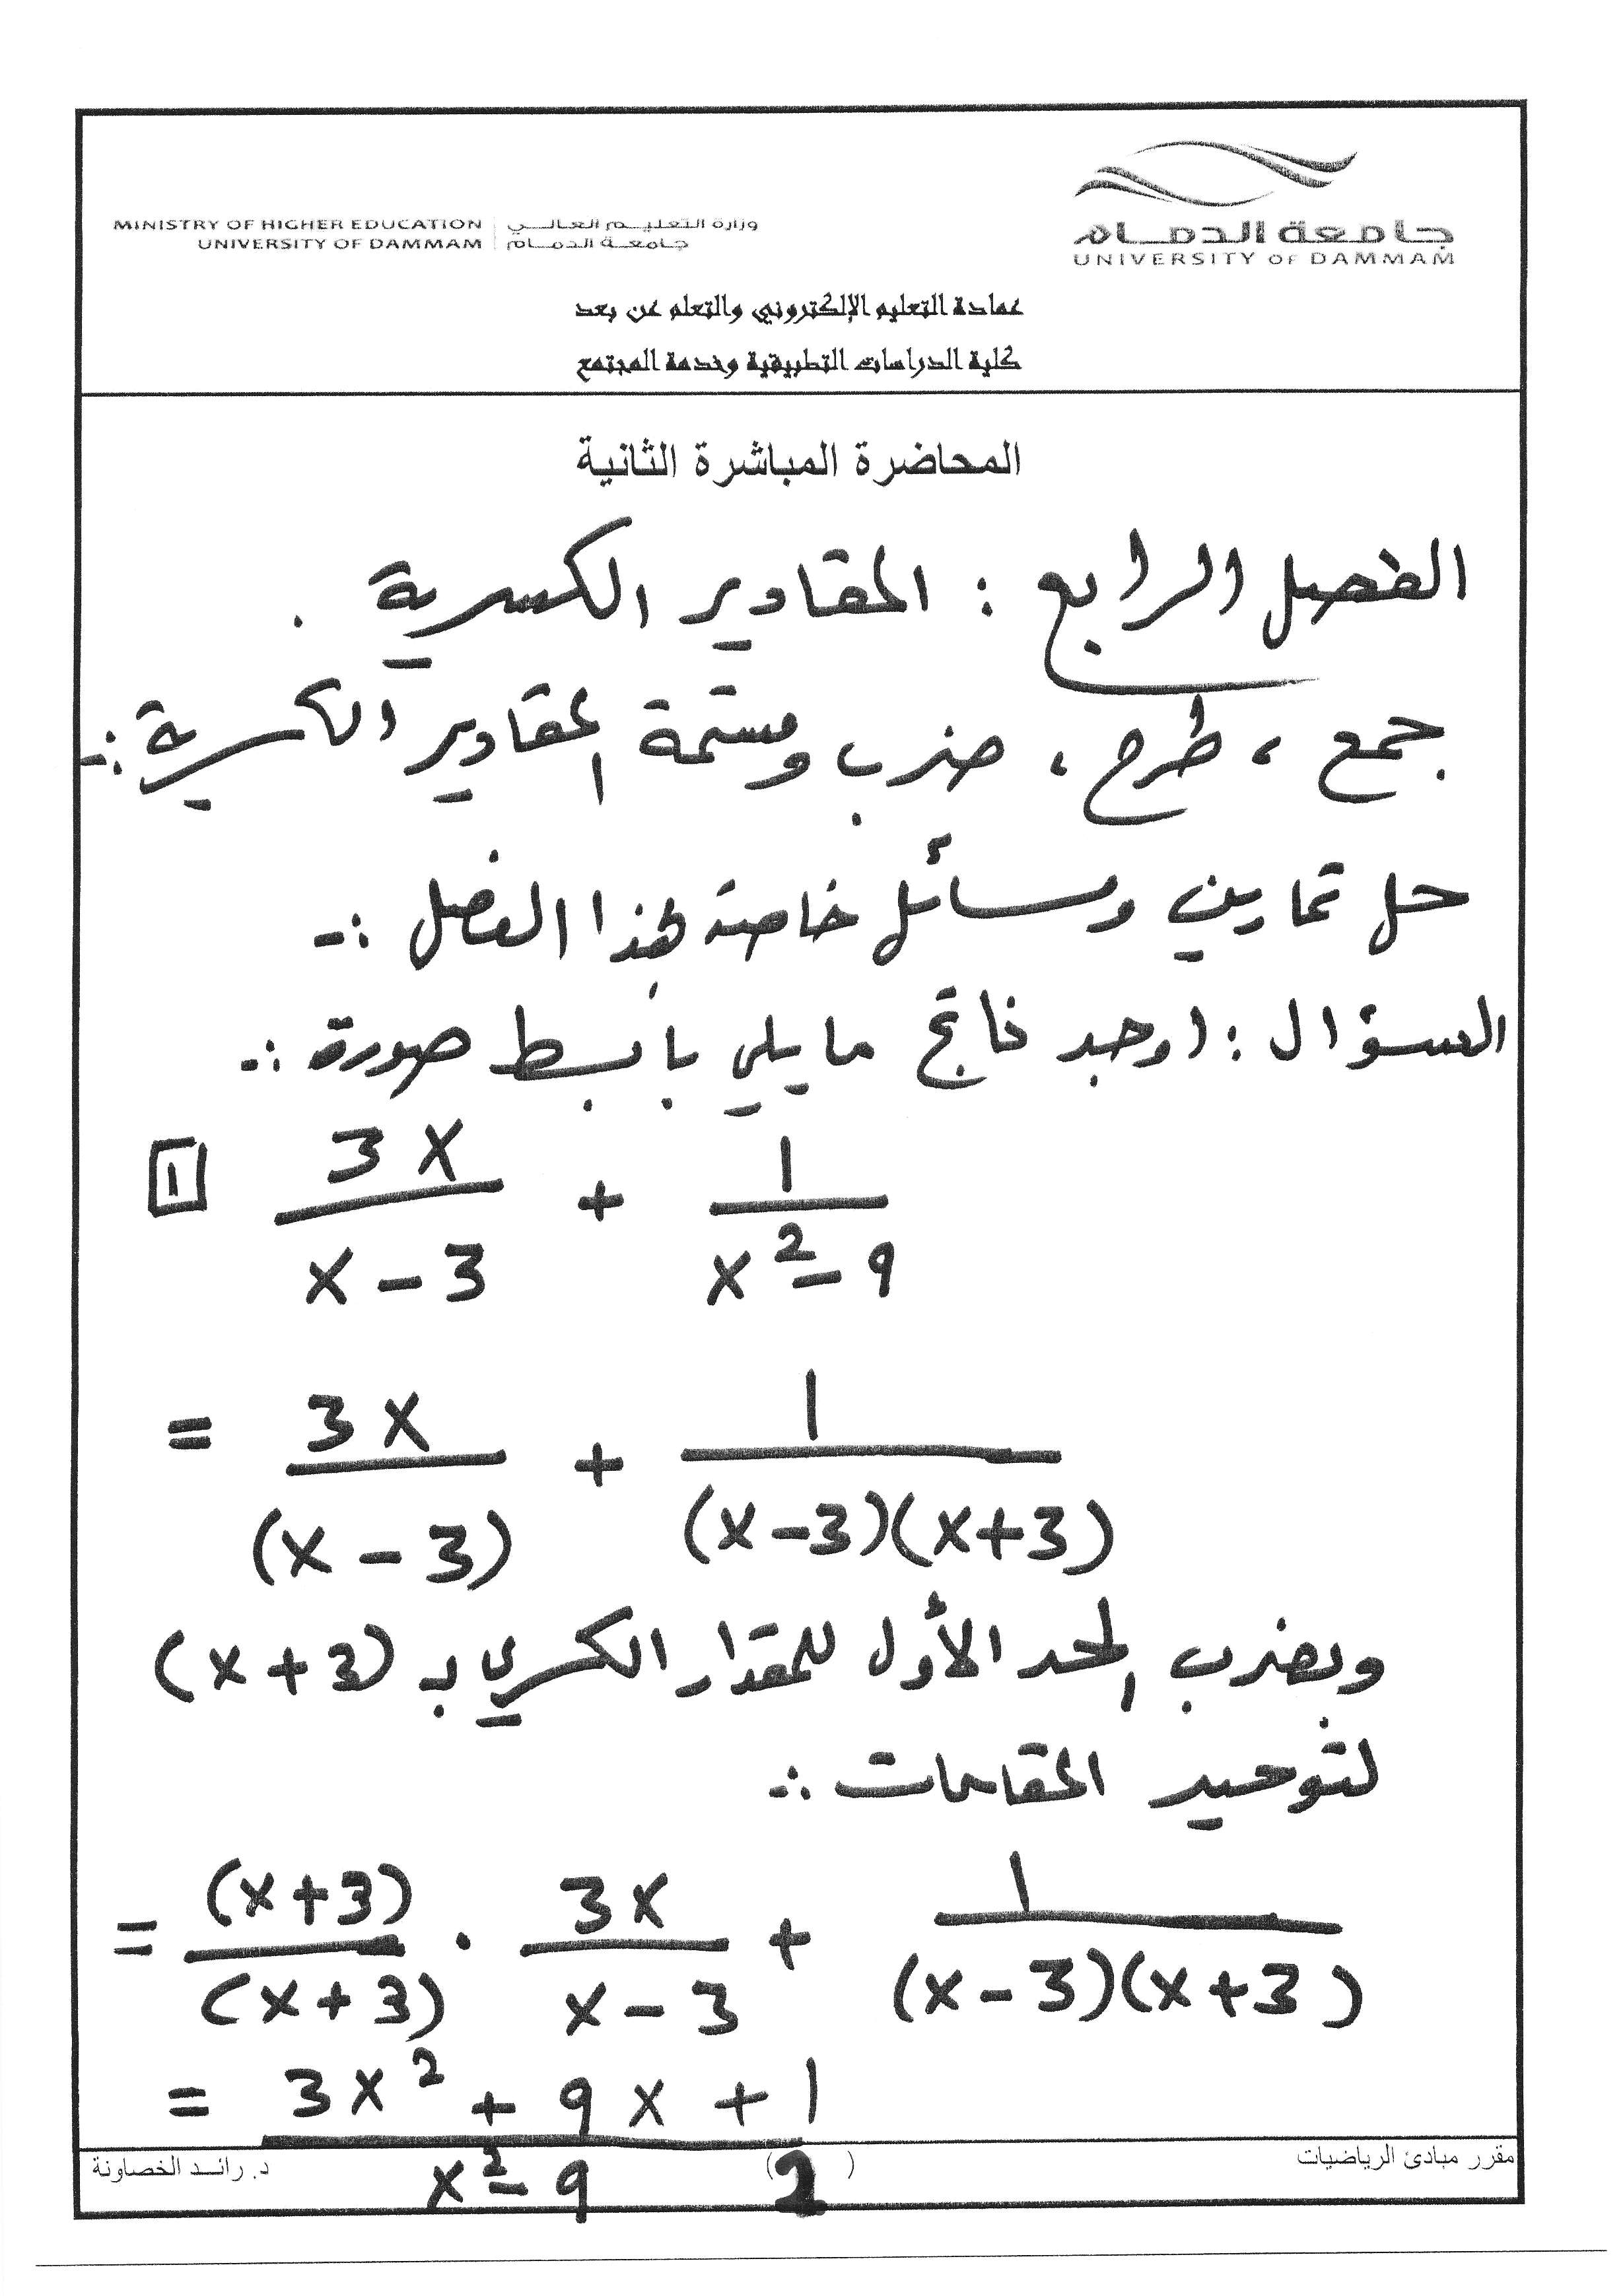 جامعة الدمام
UNIVERSITY OF DAMMAM
MINISTRY OF HIGHER EDUCATION | وزارة التعليم العالي
UNIVERSITY OF DAMMAM | جامعة الدمام
عمادة التعليم الإلكتروني والتعلم عن بعد
كلية الدراسات التطبيقية وخدمة المجتمع
المحاضرة المباشرة الثانية
الفصل الرابع : المقادير الكسرية .
جمع ، طرح ، ضرب وقسمة المقادير الكسرية :-
حل تمارين ومسائل خاصة بهذا الفصل :-
السؤال : اوجد ناتج ما يلي بابسط صورة :-
1 3x / x - 3 + 1 / x² - 9
= 3x / (x - 3) + 1 / (x-3)(x+3)
وبضرب الحد الأول للمقدار الكسري بـ (x+3)
لتوحيد المقامات :-
= (x+3) / (x+3) . 3x / x - 3 + 1 / (x-3)(x+3)
= 3x² + 9x + 1 / x² - 9
مقرر مبادئ الرياضيات
( 2 )
د. رائد الخصاونة